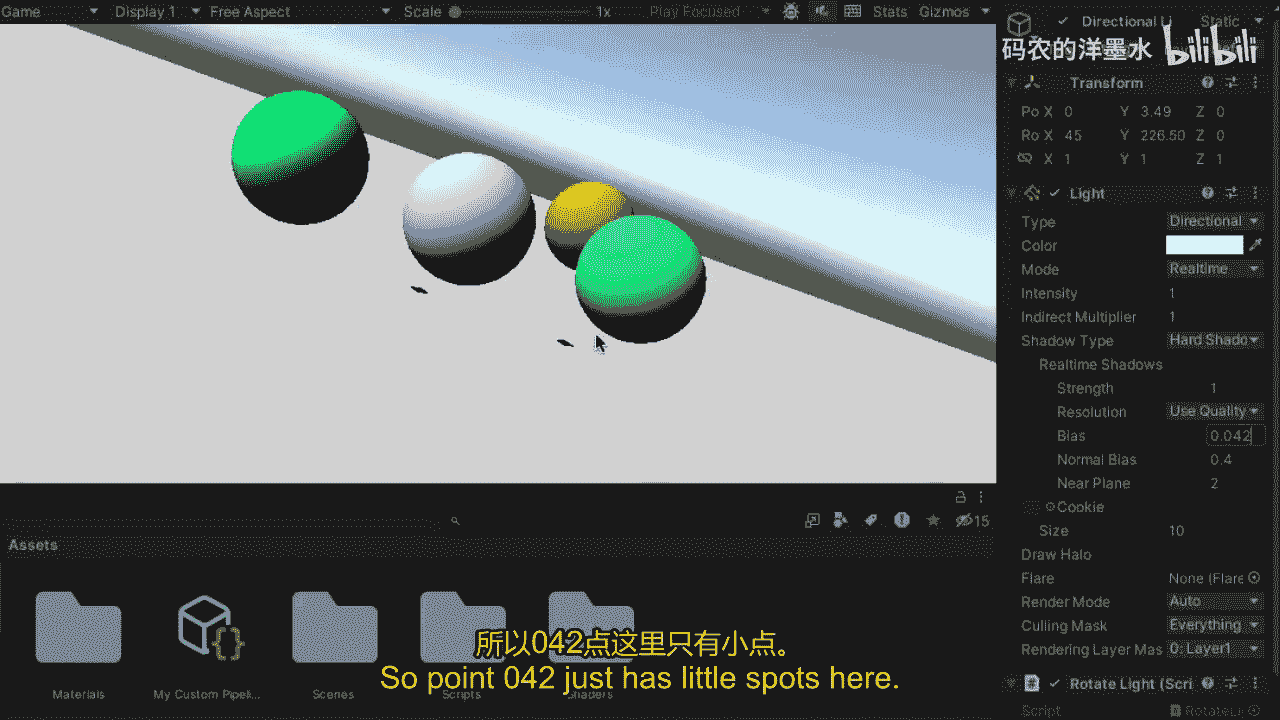 Game Display 1 Free Aspect Scale 1x Play Focused Stats Gizmos
Directional Li Static
码农的洋墨水 bilibili
Transform
Po X 0 Y 3.49 Z 0
Ro X 45 Y 226.60 Z 0
X 1 Y 1 Z 1
Light
Type Directional
Color
Mode Realtime
Intensity 1
Indirect Multiplier 1
Shadow Type Hard Shado
Realtime Shadows
Strength 1
Resolution Use Quality
Bias 0.042
Normal Bias 0.4
Near Plane 2
Cookie
Size 10
Draw Halo
Flare None (Flare
Render Mode Auto
Culling Mask Everything
Rendering Layer Mas 0: Layer1
Rotate Light (Scri
Script RotateLi
15
Assets
Materials My Custom Pipeli... Scenes Scripts Shaders
所以042点这里只有小点。
So point 042 just has little spots here.